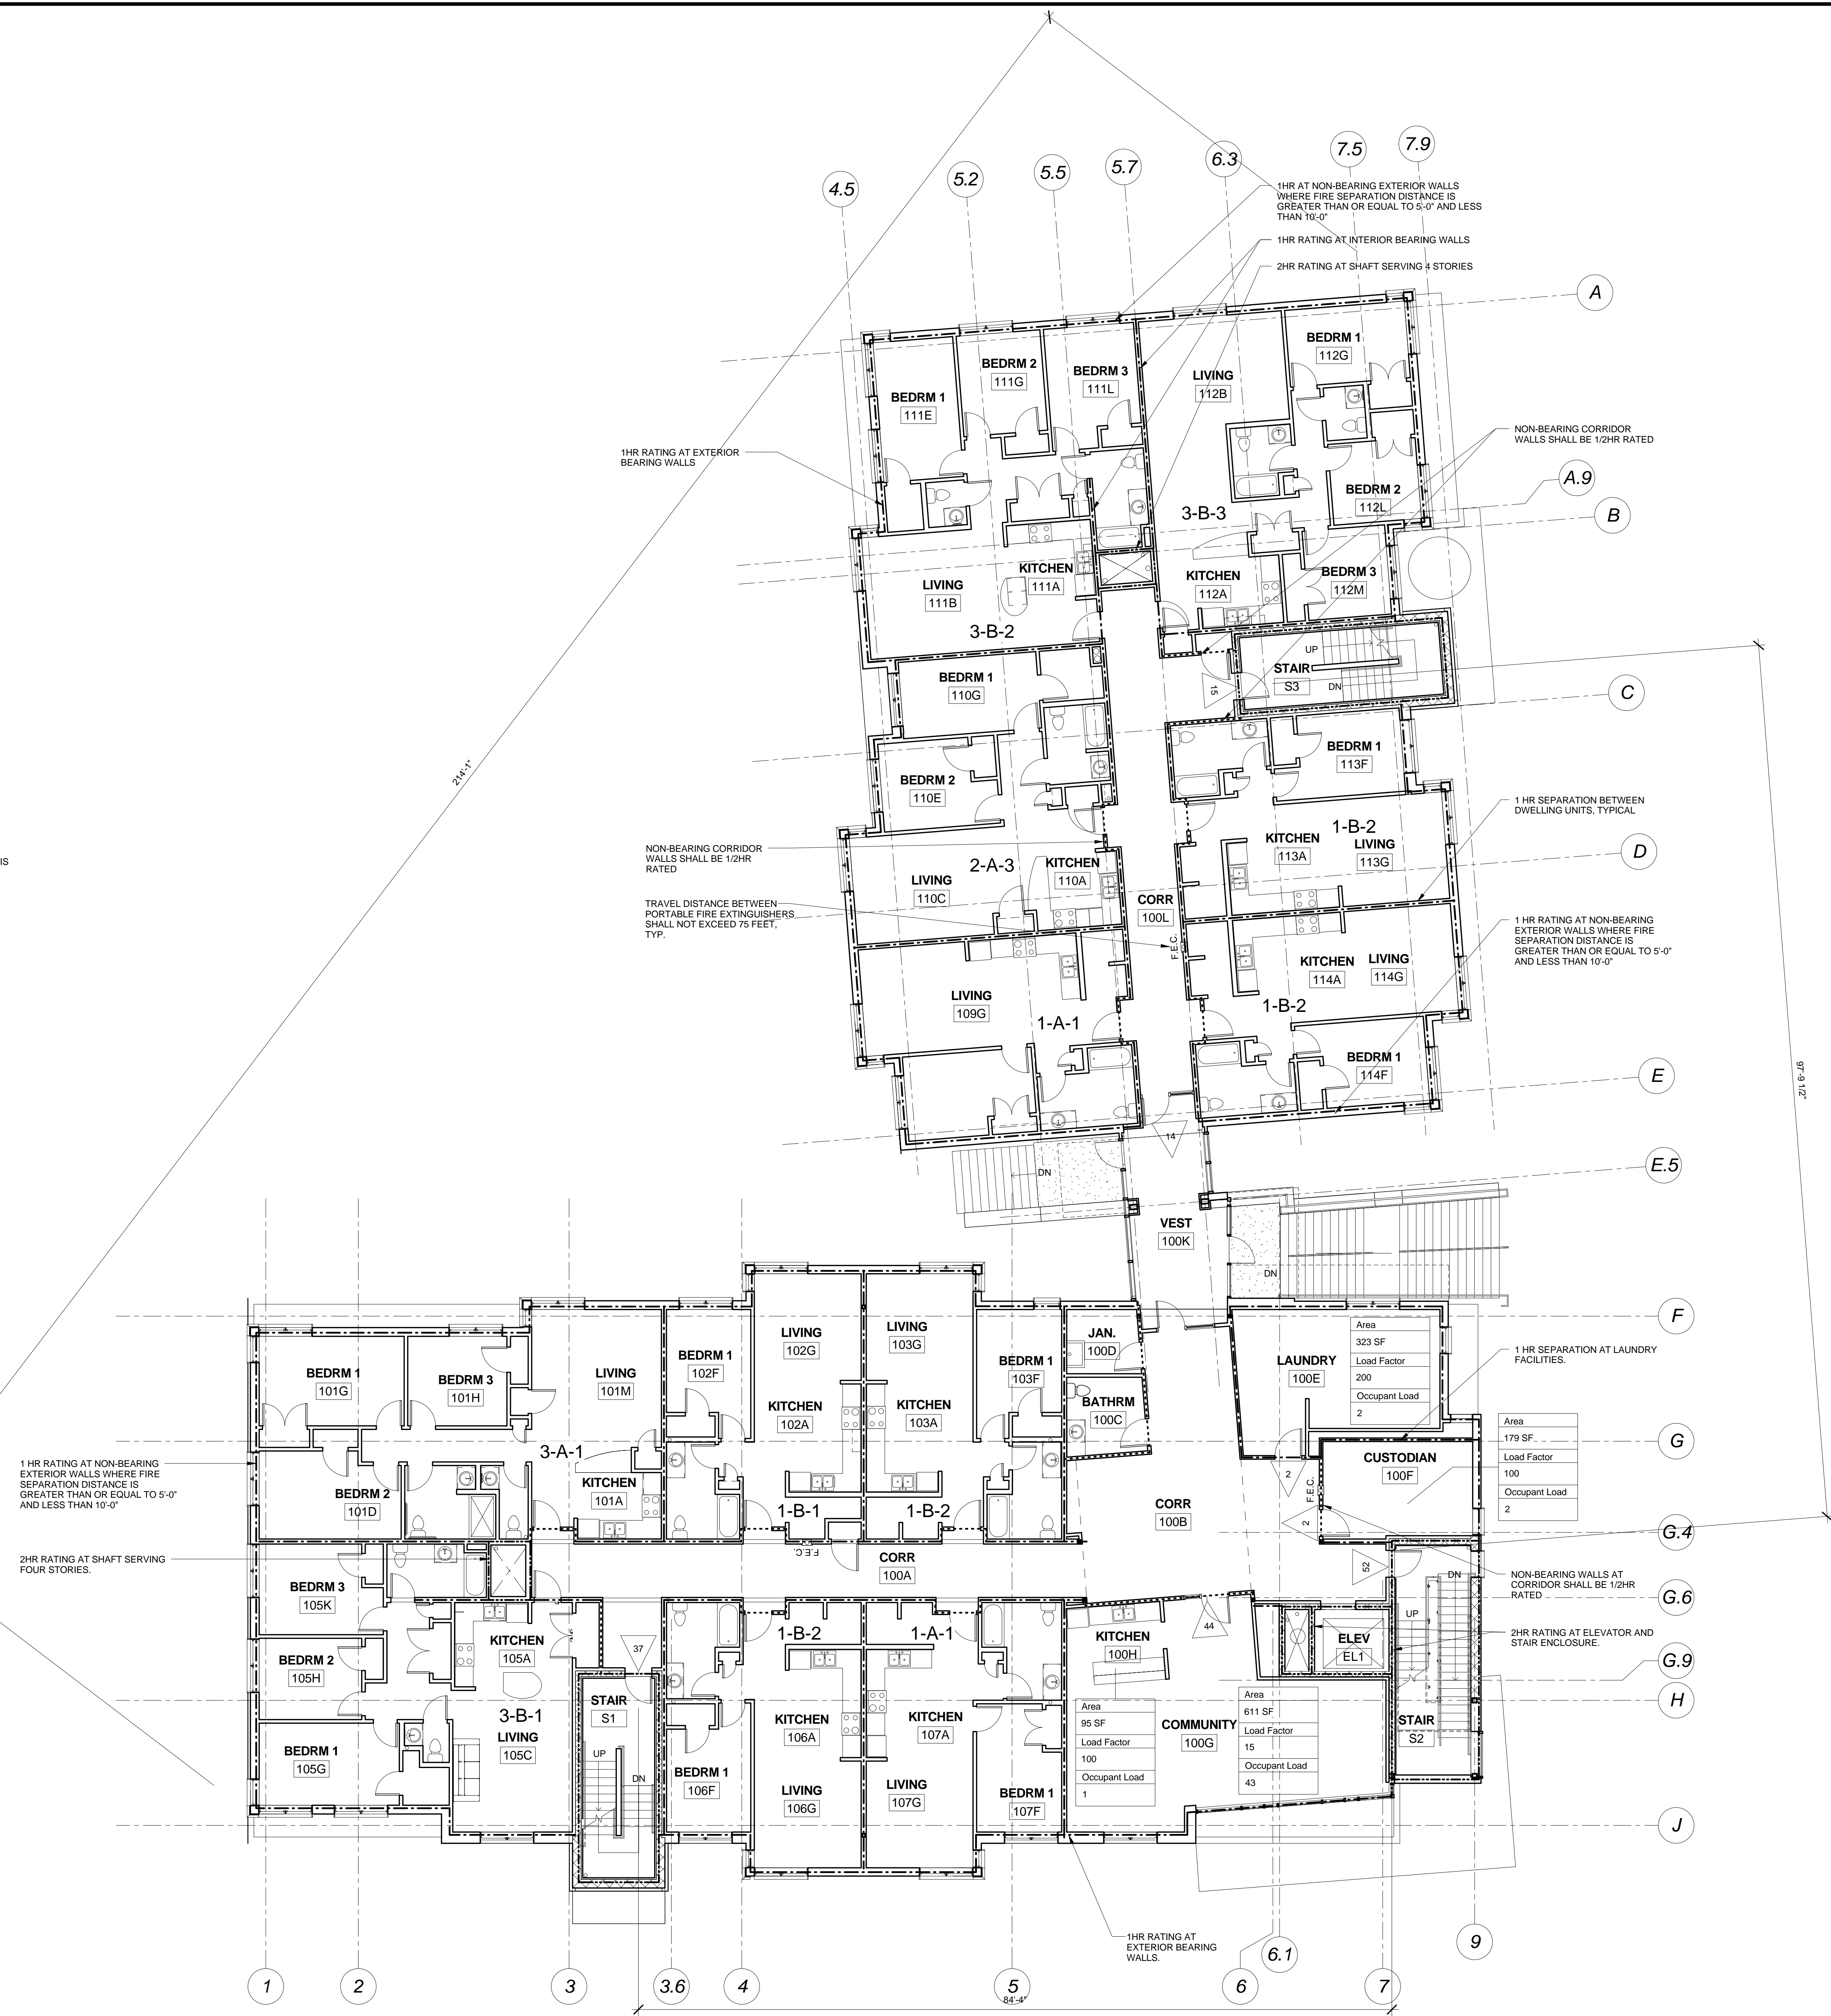 4.5
5.2
5.5
5.7
6.3
7.5
7.9
1HR AT NON-BEARING EXTERIOR WALLS
WHERE FIRE SEPARATION DISTANCE IS
GREATER THAN OR EQUAL TO 5'-0" AND LESS
THAN 10'-0"
1HR RATING AT INTERIOR BEARING WALLS
2HR RATING AT SHAFT SERVING 4 STORIES
A
BEDRM 1
111E
BEDRM 2
111G
BEDRM 3
111L
LIVING
112B
BEDRM 1
112G
1HR RATING AT EXTERIOR
BEARING WALLS
NON-BEARING CORRIDOR
WALLS SHALL BE 1/2HR
RATED
A.9
B
BEDRM 2
112L
3-B-3
LIVING
111B
KITCHEN
111A
3-B-2
KITCHEN
112A
BEDRM 3
112M
UP
STAIR
S3
DN
15
C
BEDRM 1
110G
BEDRM 2
110E
BEDRM 1
113F
214'-1"
97'-9 1/2"
IS
NON-BEARING CORRIDOR
WALLS SHALL BE 1/2HR
RATED
2-A-3
LIVING
110C
KITCHEN
110A
1-B-2
KITCHEN
113A
LIVING
113G
1 HR SEPARATION BETWEEN
DWELLING UNITS, TYPICAL
D
TRAVEL DISTANCE BETWEEN
PORTABLE FIRE EXTINGUISHERS
SHALL NOT EXCEED 75 FEET,
TYP.
CORR
100L
F.E.C.
1 HR RATING AT NON-BEARING
EXTERIOR WALLS WHERE FIRE
SEPARATION DISTANCE IS
GREATER THAN OR EQUAL TO 5'-0"
AND LESS THAN 10'-0"
KITCHEN
114A
LIVING
114G
1-B-2
LIVING
109G
1-A-1
BEDRM 1
114F
E
14
DN
E.5
VEST
100K
DN
F
LIVING
102G
LIVING
103G
JAN.
100D
LAUNDRY
100E
Area
323 SF
Load Factor
200
Occupant Load
2
1 HR SEPARATION AT LAUNDRY
FACILITIES.
BEDRM 1
101G
BEDRM 3
101H
LIVING
101M
BEDRM 1
102F
BEDRM 1
103F
KITCHEN
102A
KITCHEN
103A
BATHRM
100C
G
3-A-1
1 HR RATING AT NON-BEARING
EXTERIOR WALLS WHERE FIRE
SEPARATION DISTANCE IS
GREATER THAN OR EQUAL TO 5'-0"
AND LESS THAN 10'-0"
BEDRM 2
101D
KITCHEN
101A
1-B-1
1-B-2
CORR
100B
2
F.E.C.
2
CUSTODIAN
100F
Area
179 SF
Load Factor
100
Occupant Load
2
G.4
2HR RATING AT SHAFT SERVING
FOUR STORIES.
F.E.C.
CORR
100A
52
DN
NON-BEARING WALLS AT
CORRIDOR SHALL BE 1/2HR
RATED
G.6
BEDRM 3
105K
KITCHEN
105A
37
1-B-2
1-A-1
KITCHEN
100H
44
ELEV
EL1
UP
2HR RATING AT ELEVATOR AND
STAIR ENCLOSURE.
G.9
BEDRM 2
105H
H
3-B-1
LIVING
105C
STAIR
S1
UP
DN
KITCHEN
106A
KITCHEN
107A
Area
95 SF
Load Factor
100
Occupant Load
1
COMMUNITY
100G
Area
611 SF
Load Factor
15
Occupant Load
43
STAIR
S2
BEDRM 1
105G
BEDRM 1
106F
LIVING
106G
LIVING
107G
BEDRM 1
107F
J
1HR RATING AT
EXTERIOR BEARING
WALLS.
1
2
3
3.6
4
5
6
6.1
7
9
84'-4"